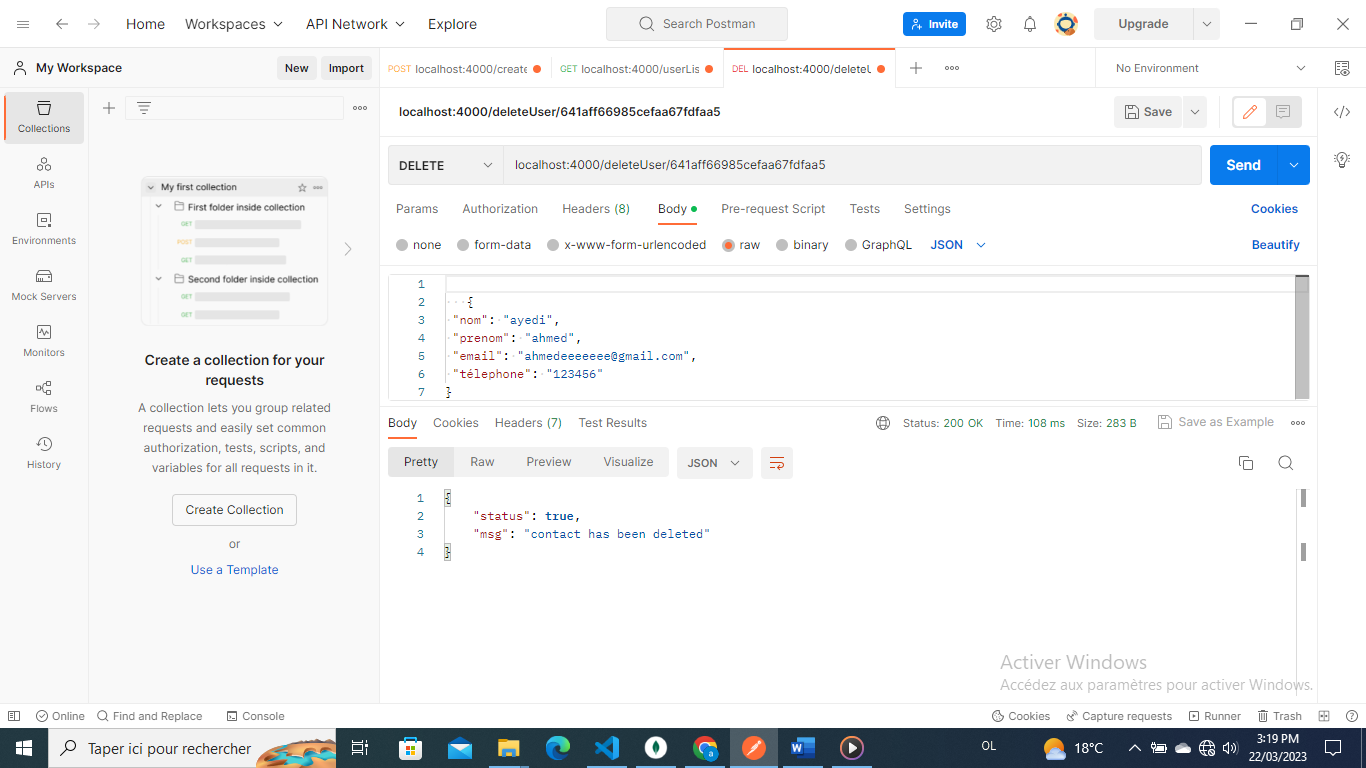 Home Workspaces API Network Explore Search Postman Invite Upgrade
My Workspace New Import POST localhost:4000/create GET localhost:4000/userLis DEL localhost:4000/deleteU No Environment
Collections
APIs
Environments
Mock Servers
Monitors
Flows
History
My first collection
First folder inside collection
GET
POST
GET
Second folder inside collection
GET
GET
Create a collection for your
requests
A collection lets you group related
requests and easily set common
authorization, tests, scripts, and
variables for all requests in it.
Create Collection
or
Use a Template
localhost:4000/deleteUser/641aff66985cefaa67fdfaa5 Save
DELETE localhost:4000/deleteUser/641aff66985cefaa67fdfaa5 Send
Params Authorization Headers (8) Body Pre-request Script Tests Settings Cookies
none form-data x-www-form-urlencoded raw binary GraphQL JSON Beautify
1
2 {
3 "nom": "ayedi",
4 "prenom": "ahmed",
5 "email": "ahmedeeeeeee@gmail.com",
6 "télephone": "123456"
7 }
Body Cookies Headers (7) Test Results Status: 200 OK Time: 108 ms Size: 283 B Save as Example
Pretty Raw Preview Visualize JSON
1 {
2 "status": true,
3 "msg": "contact has been deleted"
4 }
Activer Windows
Accédez aux paramètres pour activer Windows.
Online Find and Replace Console Cookies Capture requests Runner Trash
Taper ici pour rechercher OL 18°C 3:19 PM
22/03/2023